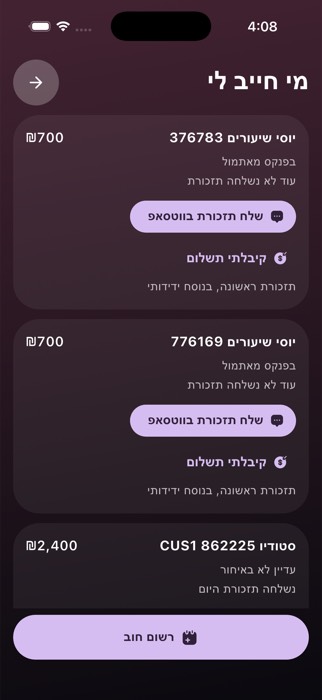 4:08
מי חייב לי
יוסי שיעורים 376783 ₪700
בפנקס מאתמול
עוד לא נשלחה תזכורת
שלח תזכורת בווטסאפ
קיבלתי תשלום
תזכורת ראשונה, בנוסח ידידותי
יוסי שיעורים 776169 ₪700
בפנקס מאתמול
עוד לא נשלחה תזכורת
שלח תזכורת בווטסאפ
קיבלתי תשלום
תזכורת ראשונה, בנוסח ידידותי
סטודיו CUS1 862225 ₪2,400
עדיין לא באיחור
נשלחה תזכורת היום
רשום חוב